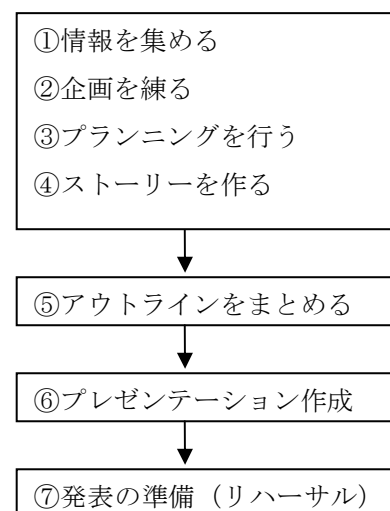 ①情報を集める
②企画を練る
③プランニングを行う
④ストーリーを作る
⑤アウトラインをまとめる
⑥プレゼンテーション作成
⑦発表の準備（リハーサル）